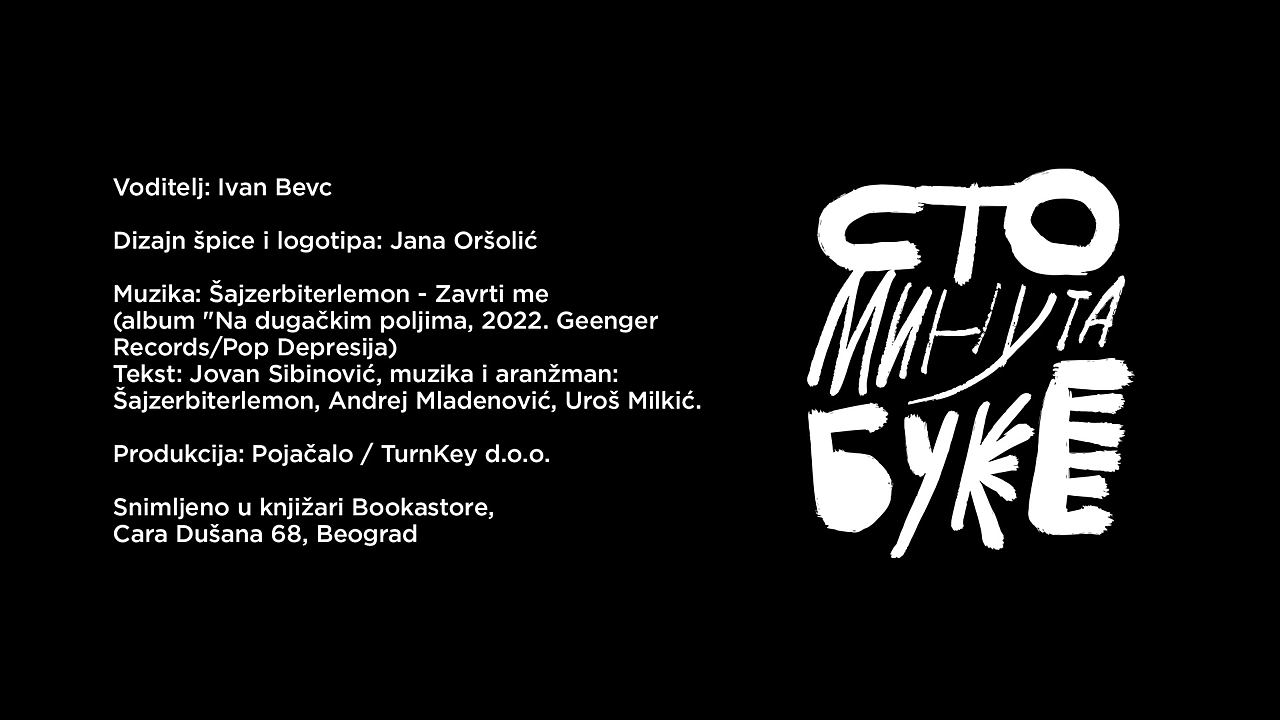 Voditelj: Ivan Bevc
Dizajn špice i logotipa: Jana Oršolić
Muzika: Šajzerbiterlemon - Zavrti me
(album "Na dugačkim poljima, 2022. Geenger
Records/Pop Depresija)
Tekst: Jovan Sibinović, muzika i aranžman:
Šajzerbiterlemon, Andrej Mladenović, Uroš Milkić.
Produkcija: Pojačalo / TurnKey d.o.o.
Snimljeno u knjižari Bookastore,
Cara Dušana 68, Beograd
СТО
МИНУТА
БУКЕ